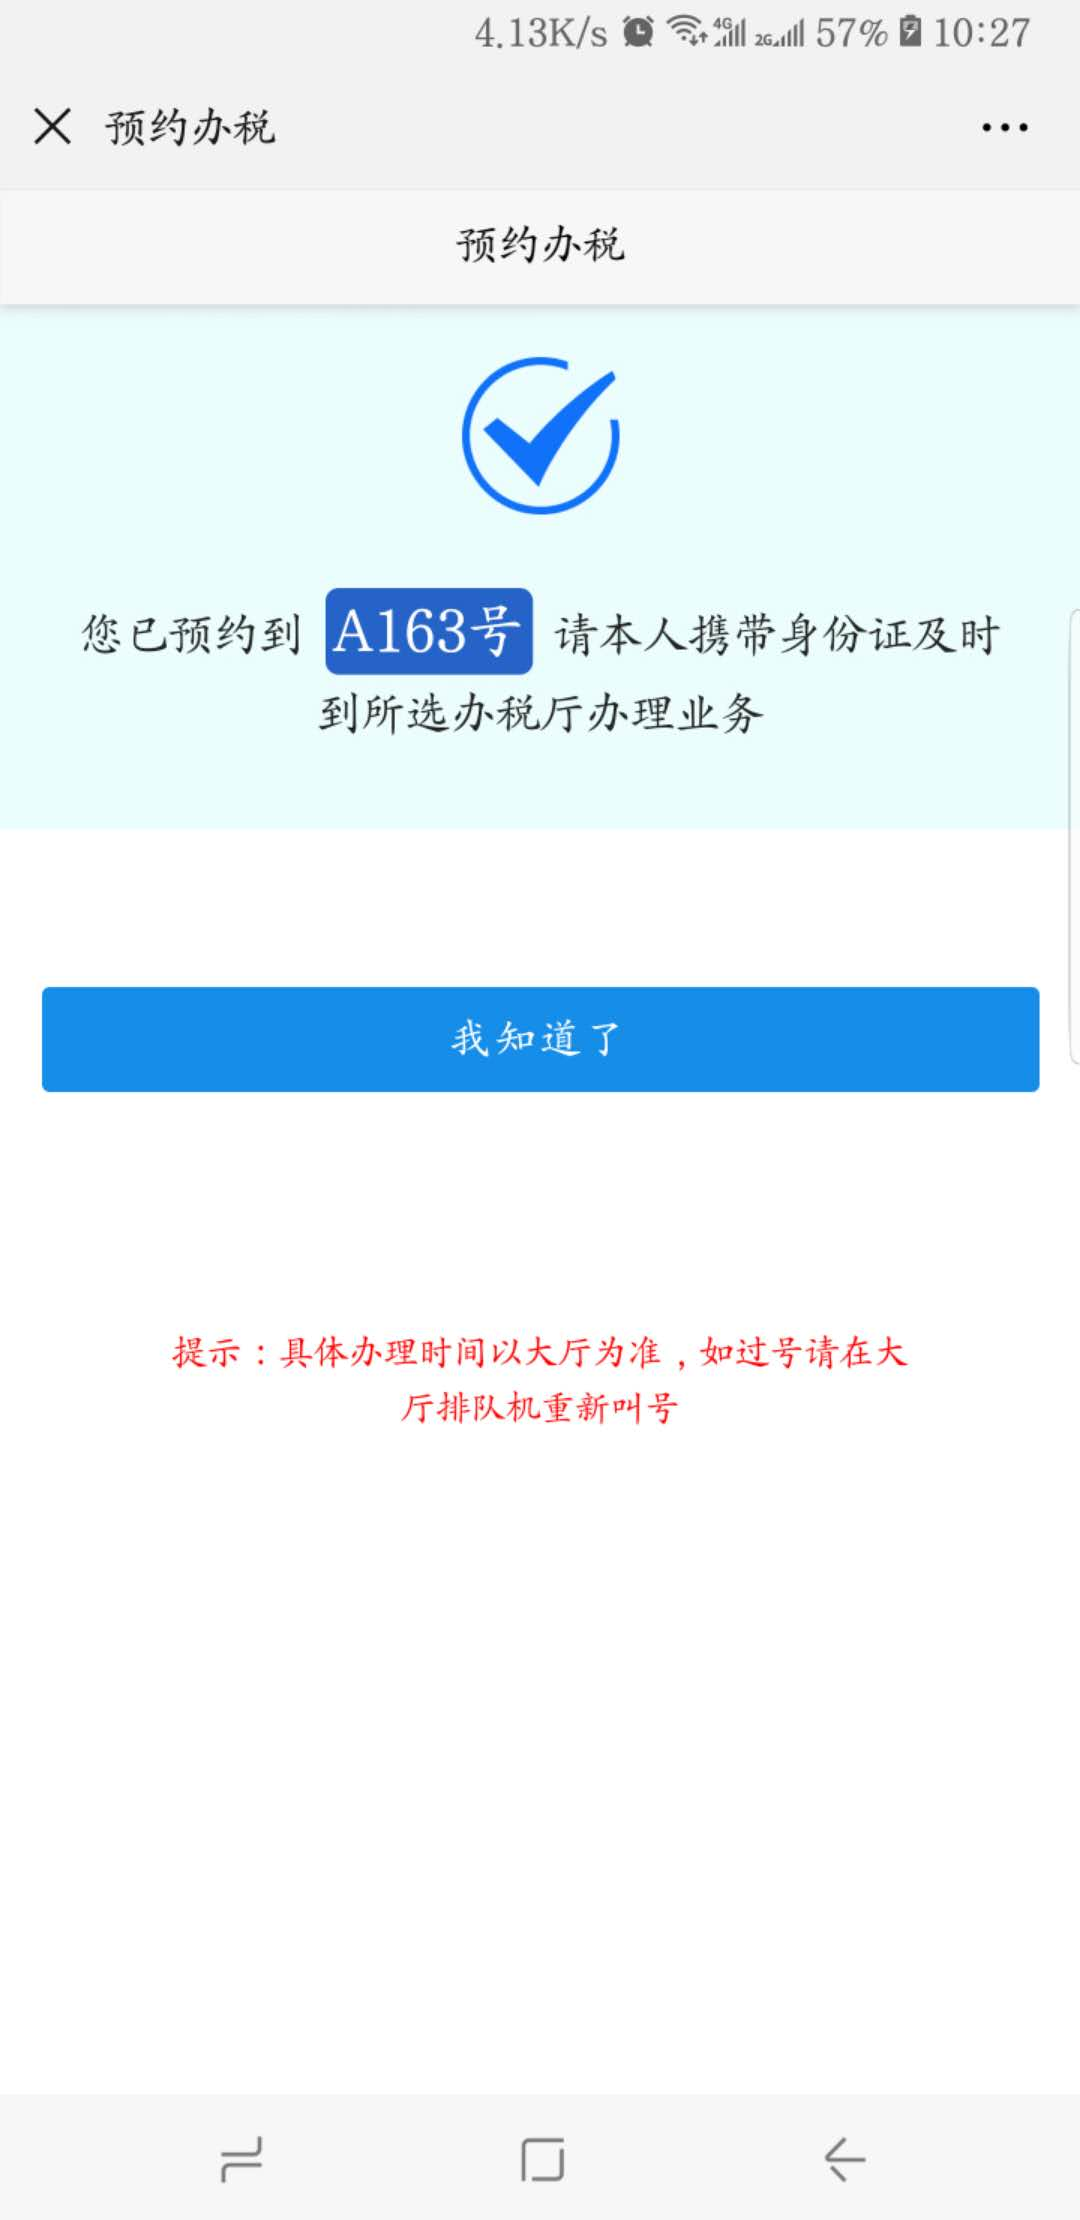 4.13K/s 4G 2G 57% 10:27
预约办税
预约办税
您已预约到 A163号 请本人携带身份证及时
到所选办税厅办理业务
我知道了
提示：具体办理时间以大厅为准，如过号请在大
厅排队机重新叫号